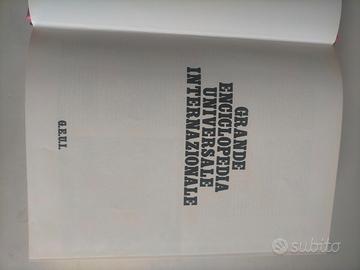 GRANDE
ENCICLOPEDIA
UNIVERSALE
INTERNAZIONALE
G.E.U.I.
subito